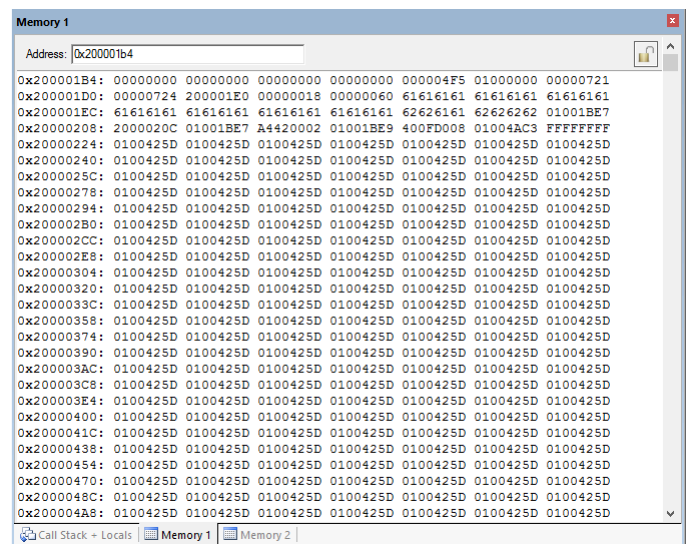 Memory 1
Address: 0x200001b4
0x200001B4: 00000000 00000000 00000000 00000000 000004F5 01000000 00000721
0x200001D0: 00000724 200001E0 00000018 00000060 61616161 61616161 61616161
0x200001EC: 61616161 61616161 61616161 61616161 62626161 62626262 01001BE7
0x20000208: 2000020C 01001BE7 A4420002 01001BE9 400FD008 01004AC3 FFFFFFFF
0x20000224: 0100425D 0100425D 0100425D 0100425D 0100425D 0100425D 0100425D
0x20000240: 0100425D 0100425D 0100425D 0100425D 0100425D 0100425D 0100425D
0x2000025C: 0100425D 0100425D 0100425D 0100425D 0100425D 0100425D 0100425D
0x20000278: 0100425D 0100425D 0100425D 0100425D 0100425D 0100425D 0100425D
0x20000294: 0100425D 0100425D 0100425D 0100425D 0100425D 0100425D 0100425D
0x200002B0: 0100425D 0100425D 0100425D 0100425D 0100425D 0100425D 0100425D
0x200002CC: 0100425D 0100425D 0100425D 0100425D 0100425D 0100425D 0100425D
0x200002E8: 0100425D 0100425D 0100425D 0100425D 0100425D 0100425D 0100425D
0x20000304: 0100425D 0100425D 0100425D 0100425D 0100425D 0100425D 0100425D
0x20000320: 0100425D 0100425D 0100425D 0100425D 0100425D 0100425D 0100425D
0x2000033C: 0100425D 0100425D 0100425D 0100425D 0100425D 0100425D 0100425D
0x20000358: 0100425D 0100425D 0100425D 0100425D 0100425D 0100425D 0100425D
0x20000374: 0100425D 0100425D 0100425D 0100425D 0100425D 0100425D 0100425D
0x20000390: 0100425D 0100425D 0100425D 0100425D 0100425D 0100425D 0100425D
0x200003AC: 0100425D 0100425D 0100425D 0100425D 0100425D 0100425D 0100425D
0x200003C8: 0100425D 0100425D 0100425D 0100425D 0100425D 0100425D 0100425D
0x200003E4: 0100425D 0100425D 0100425D 0100425D 0100425D 0100425D 0100425D
0x20000400: 0100425D 0100425D 0100425D 0100425D 0100425D 0100425D 0100425D
0x2000041C: 0100425D 0100425D 0100425D 0100425D 0100425D 0100425D 0100425D
0x20000438: 0100425D 0100425D 0100425D 0100425D 0100425D 0100425D 0100425D
0x20000454: 0100425D 0100425D 0100425D 0100425D 0100425D 0100425D 0100425D
0x20000470: 0100425D 0100425D 0100425D 0100425D 0100425D 0100425D 0100425D
0x2000048C: 0100425D 0100425D 0100425D 0100425D 0100425D 0100425D 0100425D
0x200004A8: 0100425D 0100425D 0100425D 0100425D 0100425D 0100425D 0100425D
Call Stack + Locals Memory 1 Memory 2